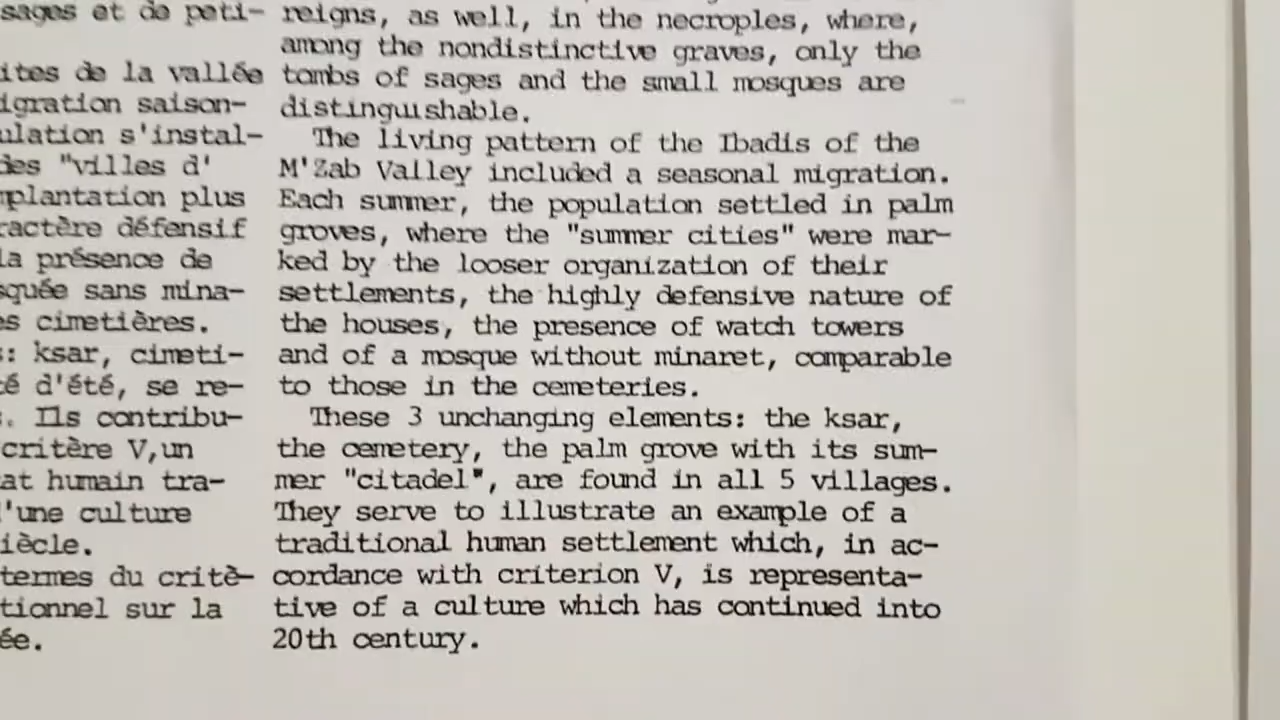 sages et de peti-
ites de la vallée
igration saison-
ulation s'instal-
des "villes d'
mplantation plus
ractère défensif
la présence de
squée sans mina-
es cimetières.
: ksar, cimeti-
té d'été, se re-
. Ils contribu-
critère V,un
at humain tra-
l'une culture
iècle.
termes du critè-
tionnel sur la
ée.
reigns, as well, in the necroples, where,
among the nondistinctive graves, only the
tombs of sages and the small mosques are
distinguishable.
The living pattern of the Ibadis of the
M'Zab Valley included a seasonal migration.
Each summer, the population settled in palm
groves, where the "summer cities" were mar-
ked by the looser organization of their
settlements, the highly defensive nature of
the houses, the presence of watch towers
and of a mosque without minaret, comparable
to those in the cemeteries.
These 3 unchanging elements: the ksar,
the cemetery, the palm grove with its sum-
mer "citadel", are found in all 5 villages.
They serve to illustrate an example of a
traditional human settlement which, in ac-
cordance with criterion V, is representa-
tive of a culture which has continued into
20th century.